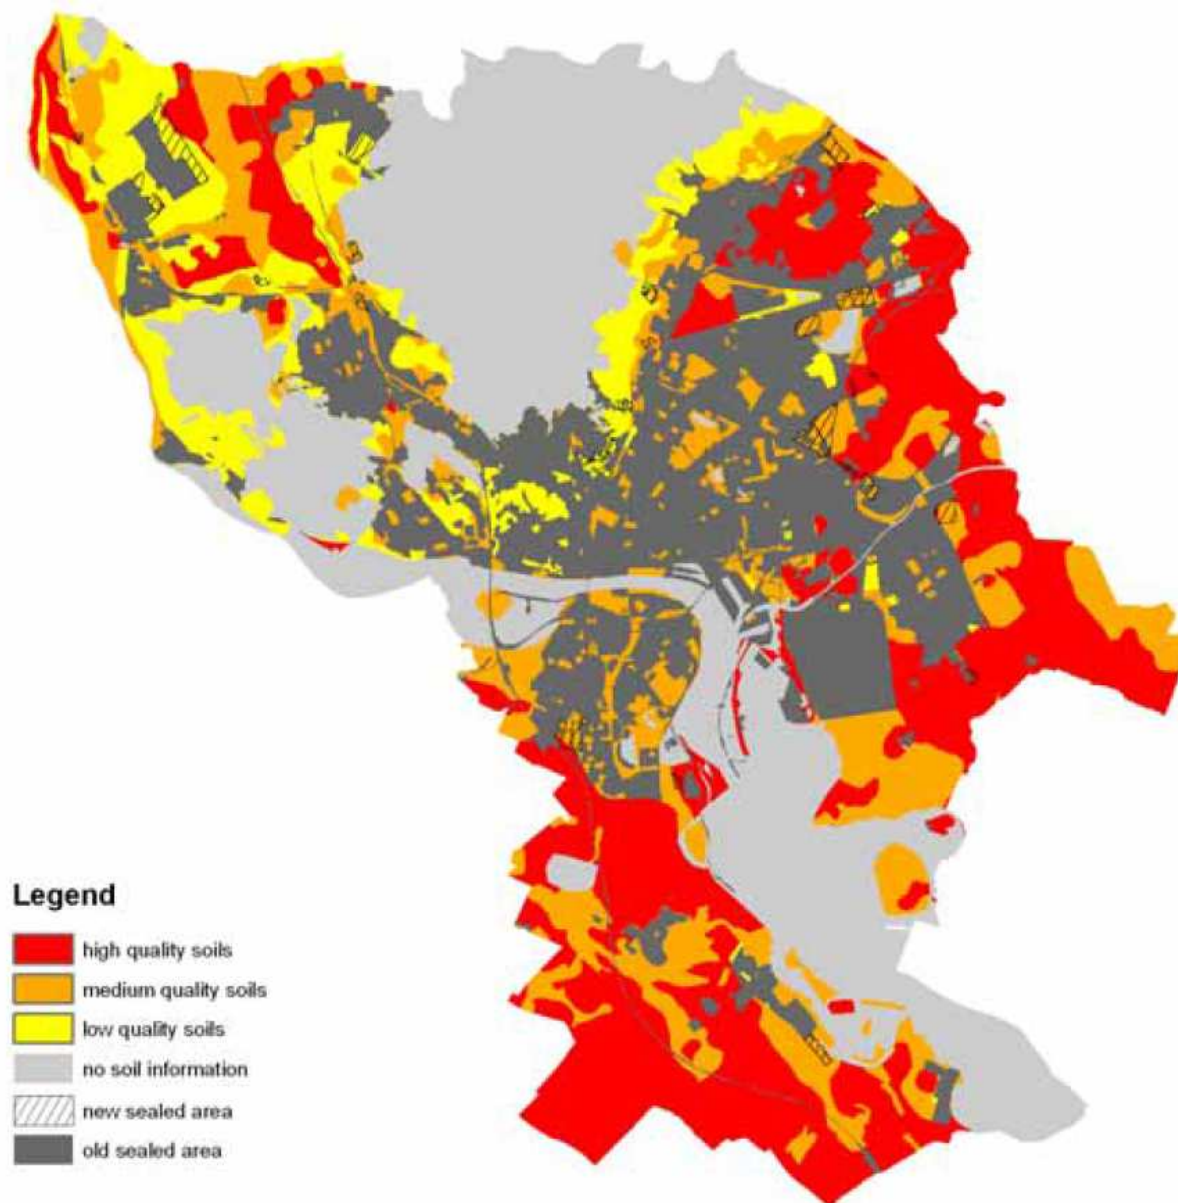 Legend
high quality soils
medium quality soils
low quality soils
no soil information
new sealed area
old sealed area